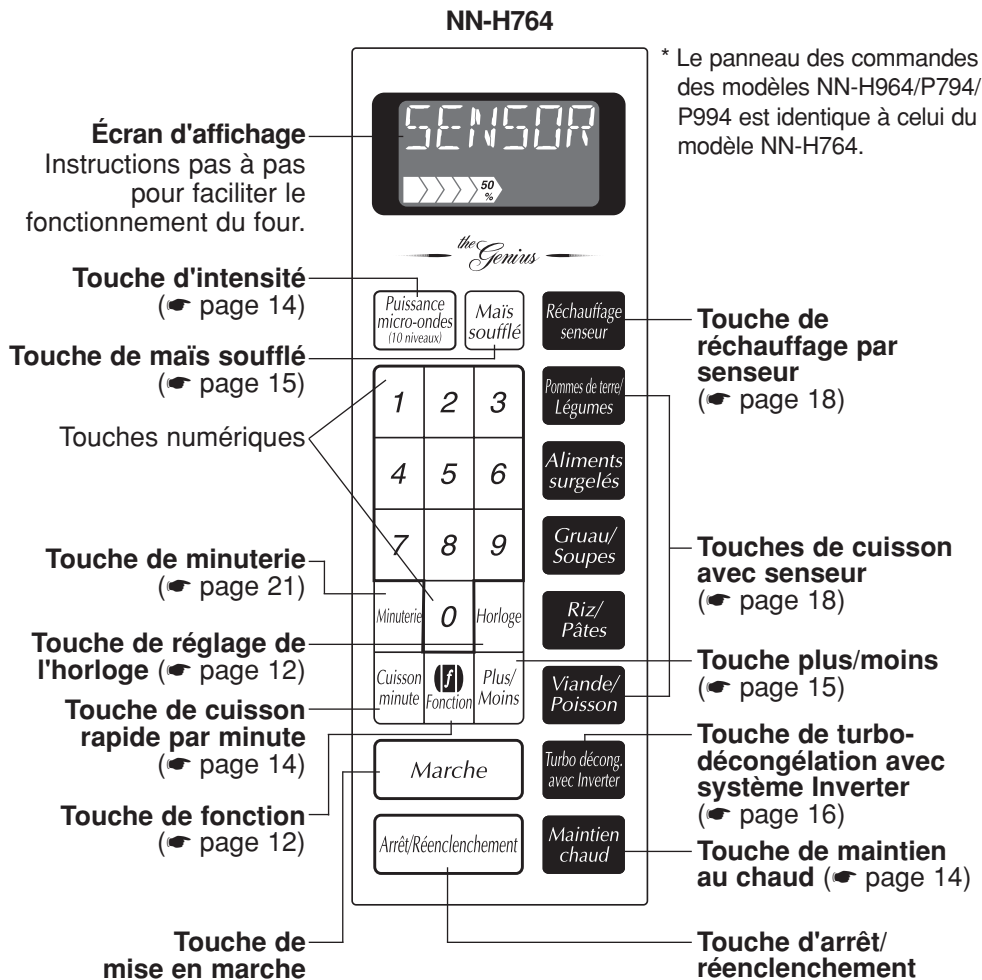 NN-H764
* Le panneau des commandes
des modèles NN-H964/P794/
P994 est identique à celui du
modèle NN-H764.
Écran d'affichage
Instructions pas à pas
pour faciliter le
fonctionnement du four.
SENSOR
50
%
the Genius
Touche d'intensité
(☛ page 14)
Touche de maïs soufflé
(☛ page 15)
Touches numériques
Touche de minuterie
(☛ page 21)
Touche de réglage de
l'horloge (☛ page 12)
Touche de cuisson
rapide par minute
(☛ page 14)
Touche de fonction
(☛ page 12)
Touche de
mise en marche
Puissance
micro-ondes
(10 niveaux)
Maïs
soufflé
Réchauffage
senseur
1 2 3
4 5 6
7 8 9
Minuterie 0 Horloge
Cuisson
minute
f
Fonction
Plus/
Moins
Marche
Arrêt/Réenclenchement
Pommes de terre/
Légumes
Aliments
surgelés
Gruau/
Soupes
Riz/
Pâtes
Viande/
Poisson
Turbo décong.
avec Inverter
Maintien
chaud
Touche de
réchauffage par
senseur
(☛ page 18)
Touches de cuisson
avec senseur
(☛ page 18)
Touche plus/moins
(☛ page 15)
Touche de turbo-
décongélation avec
système Inverter
(☛ page 16)
Touche de maintien
au chaud (☛ page 14)
Touche d'arrêt/
réenclenchement